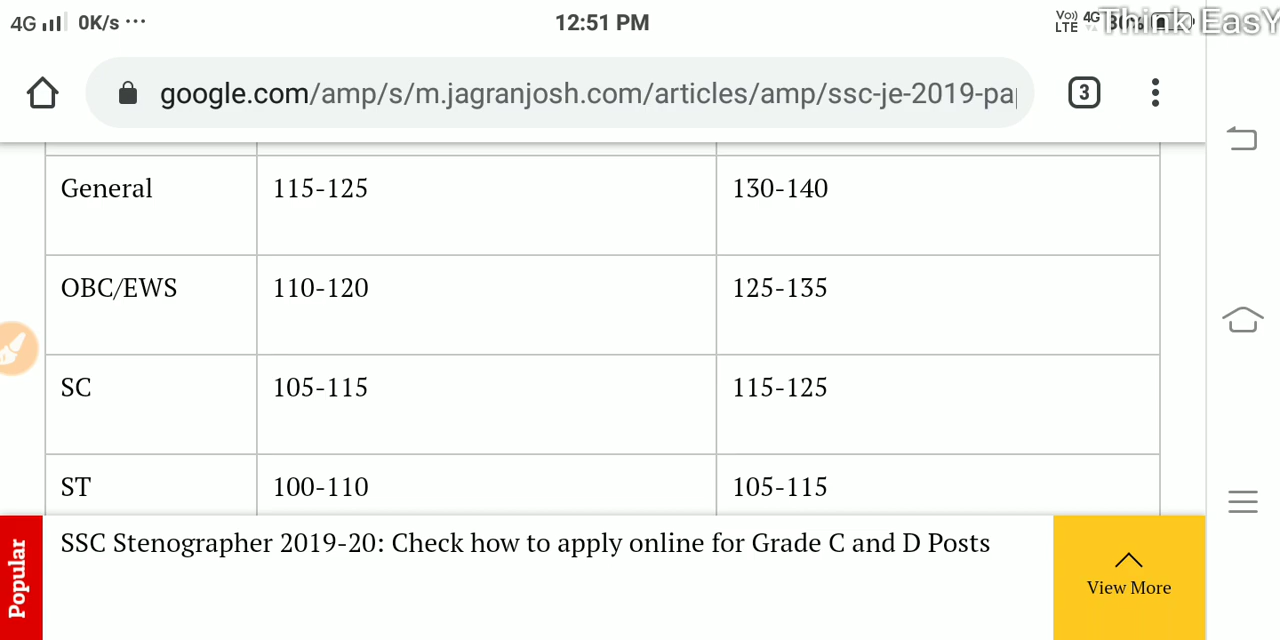 4G 0K/s ··· 12:51 PM Vo) LTE 4G Think EasY
google.com/amp/s/m.jagranjosh.com/articles/amp/ssc-je-2019-pa 3
General 115-125 130-140
OBC/EWS 110-120 125-135
SC 105-115 115-125
ST 100-110 105-115
Popular
SSC Stenographer 2019-20: Check how to apply online for Grade C and D Posts
View More